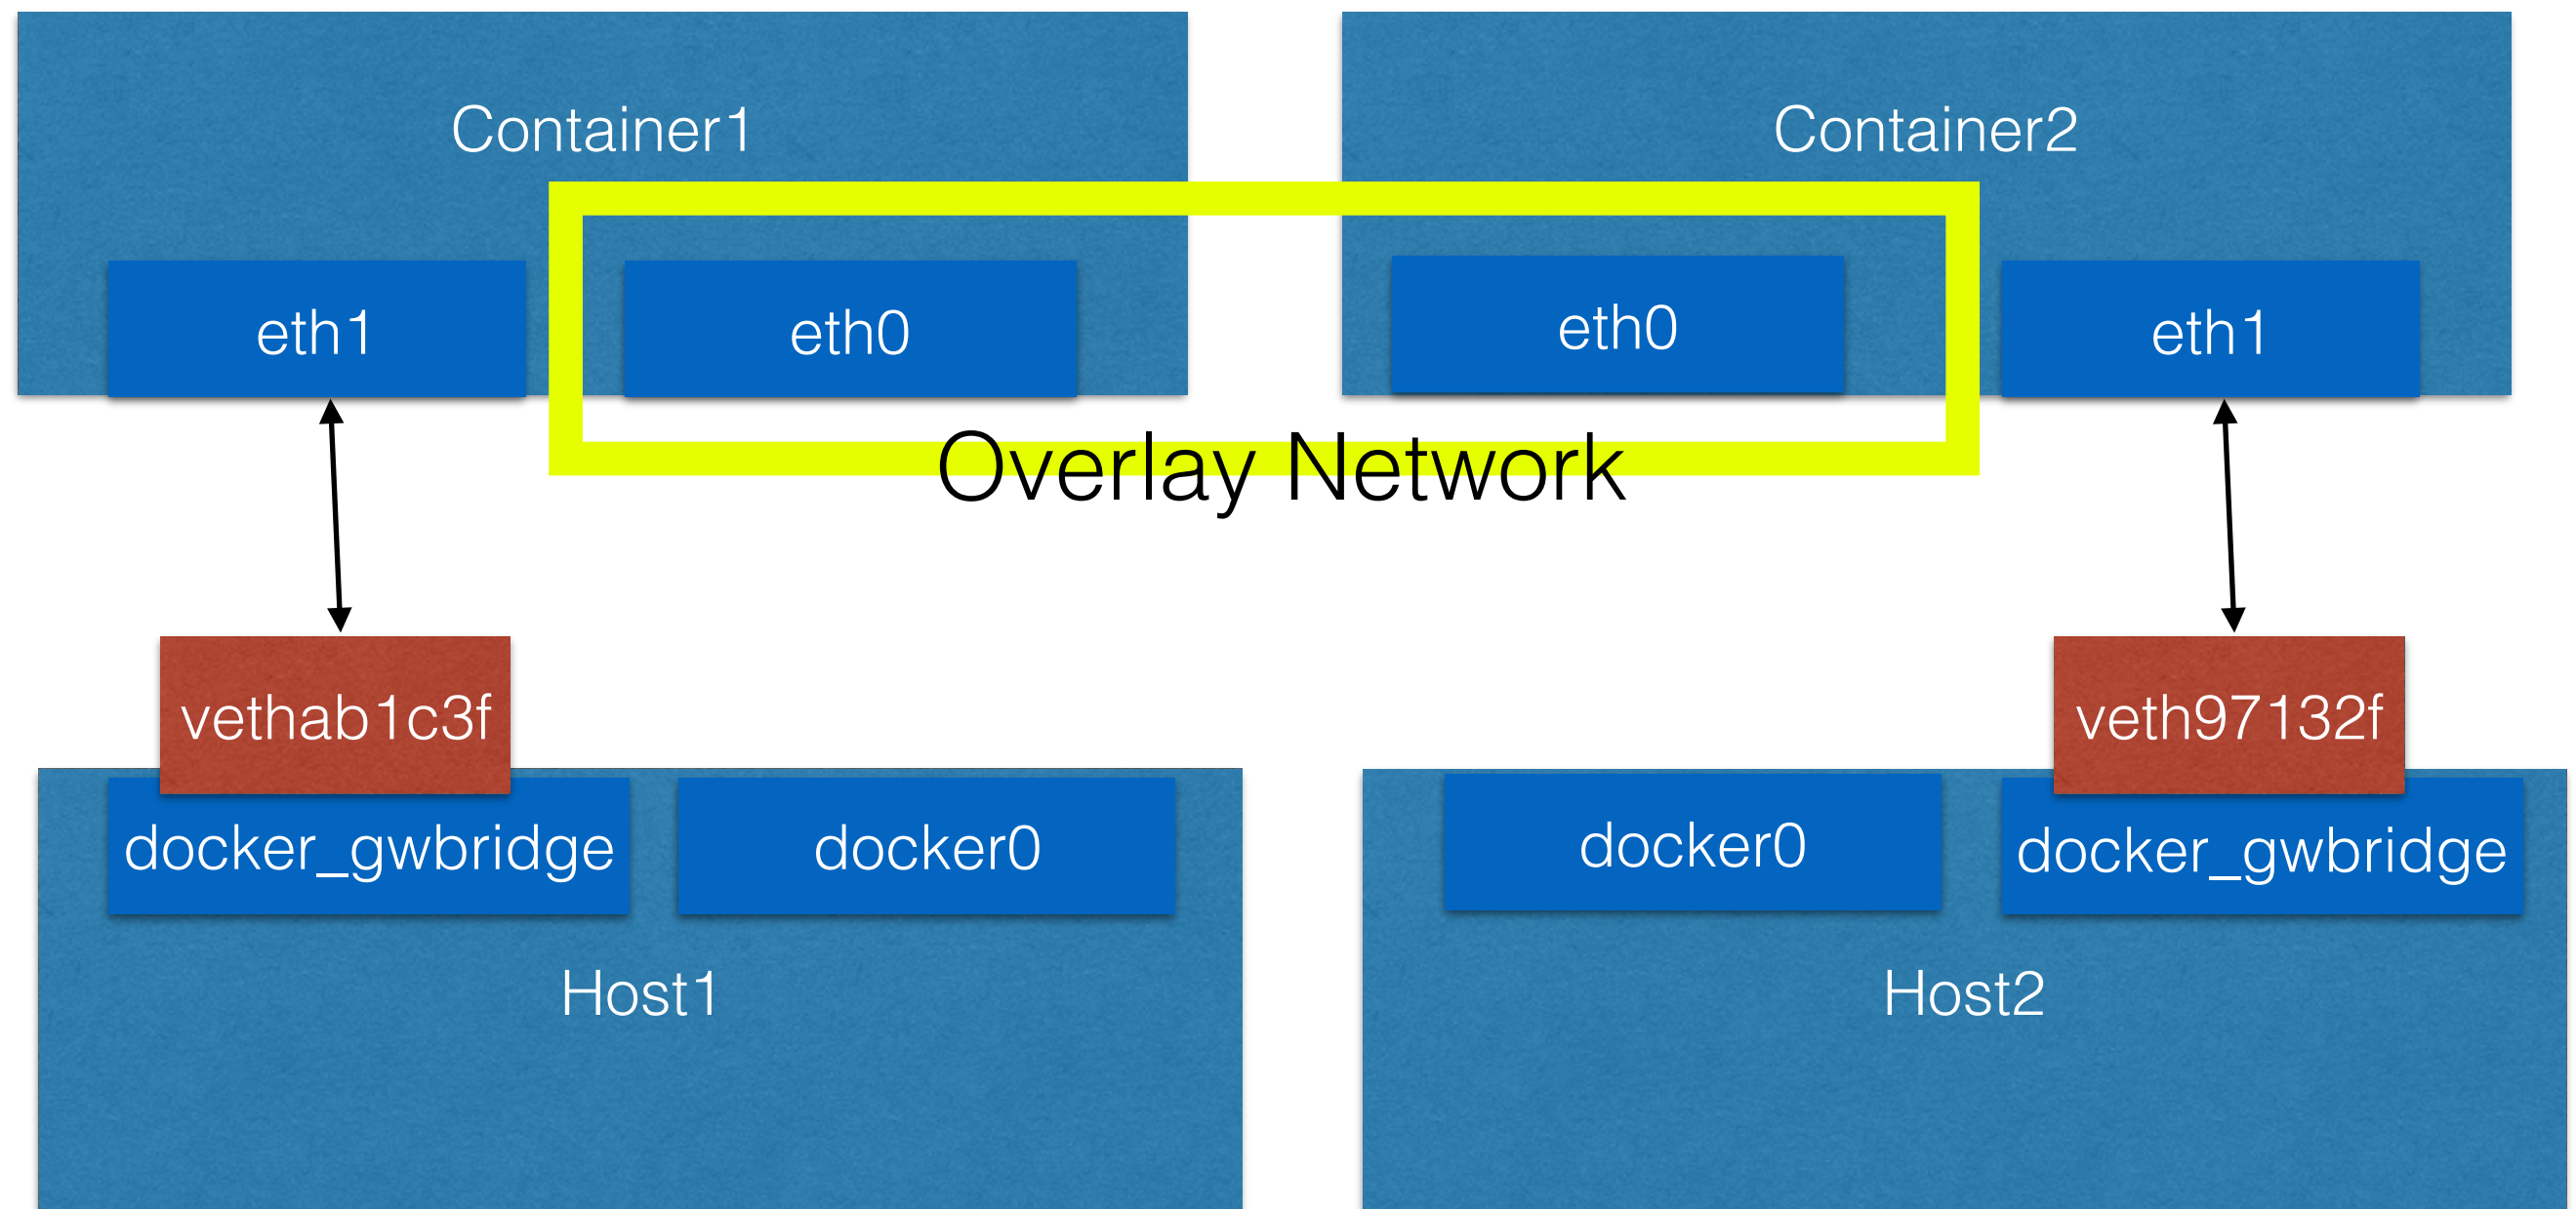 Container1
Container2
eth1
eth0
eth0
eth1
Overlay Network
vethab1c3f
veth97132f
docker_gwbridge
docker0
docker0
docker_gwbridge
Host1
Host2